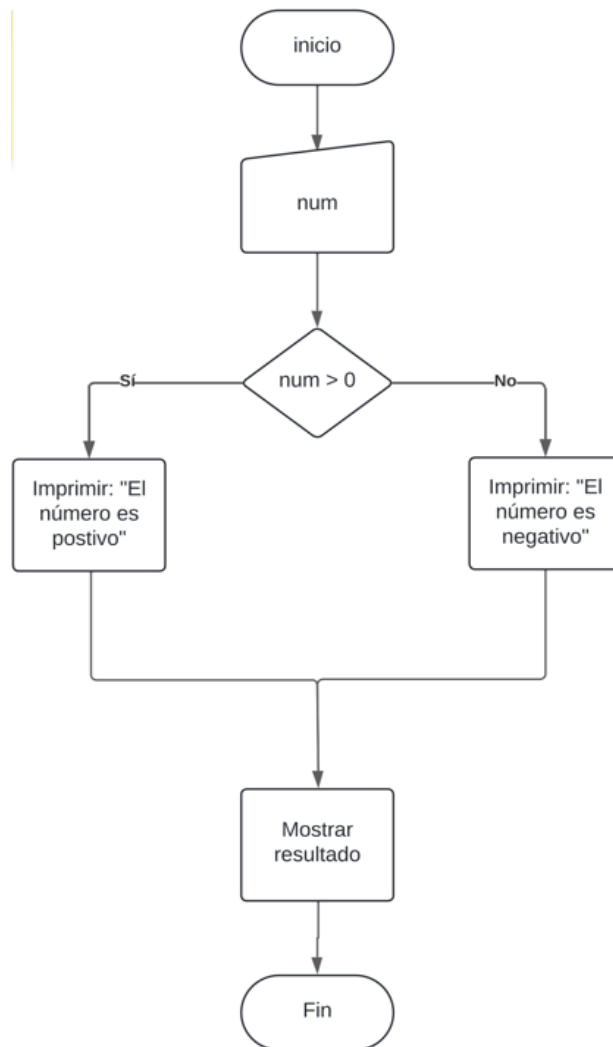 inicio
num
num > 0
Sí
No
Imprimir: "El
número es
postivo"
Imprimir: "El
número es
negativo"
Mostrar
resultado
Fin